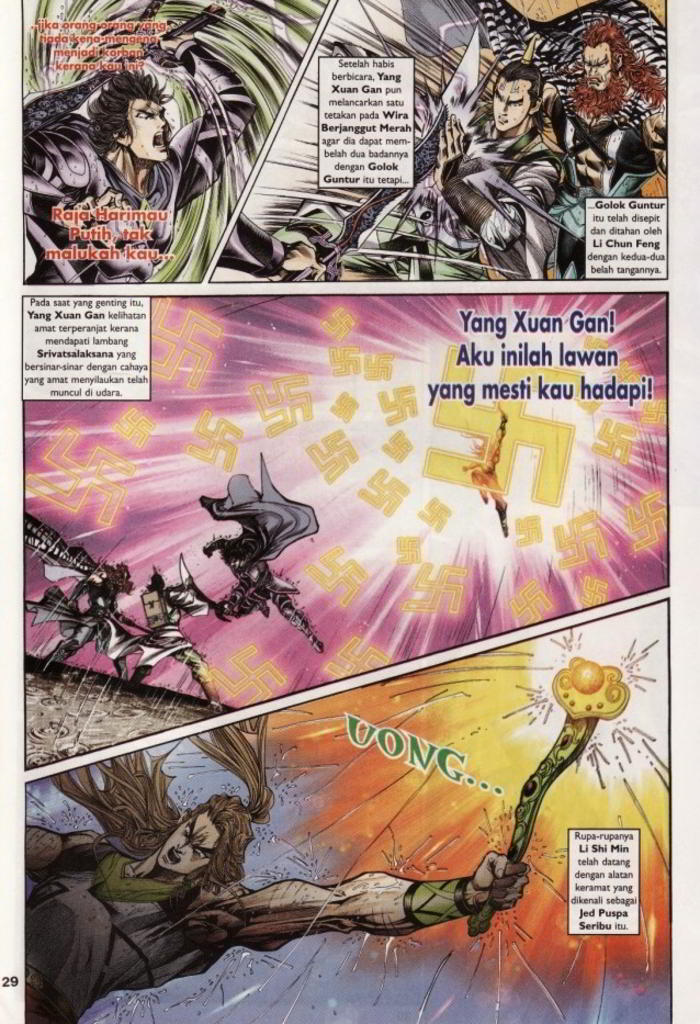 ..jika orang-orang yang
tiada kena-mengena
menjadi korban
kerana kau ini?
Raja Harimau
Putih, tak
malukah kau...
Setelah habis
berbicara, Yang
Xuan Gan pun
melancarkan satu
tetakan pada Wira
Berjanggut Merah
agar dia dapat mem-
belah dua badannya
dengan Golok
Guntur itu tetapi...
...Golok Guntur
itu telah disepit
dan ditahan oleh
Li Chun Feng
dengan kedua-dua
belah tangannya.
Pada saat yang genting itu,
Yang Xuan Gan kelihatan
amat terperanjat kerana
mendapati lambang
Srivatsalaksana yang
bersinar-sinar dengan cahaya
yang amat menyilaukan telah
muncul di udara.
Yang Xuan Gan!
Aku inilah lawan
yang mesti kau hadapi!
UONG...
Rupa-rupanya
Li Shi Min
telah datang
dengan alatan
keramat yang
dikenali sebagai
Jed Puspa
Seribu itu.
29